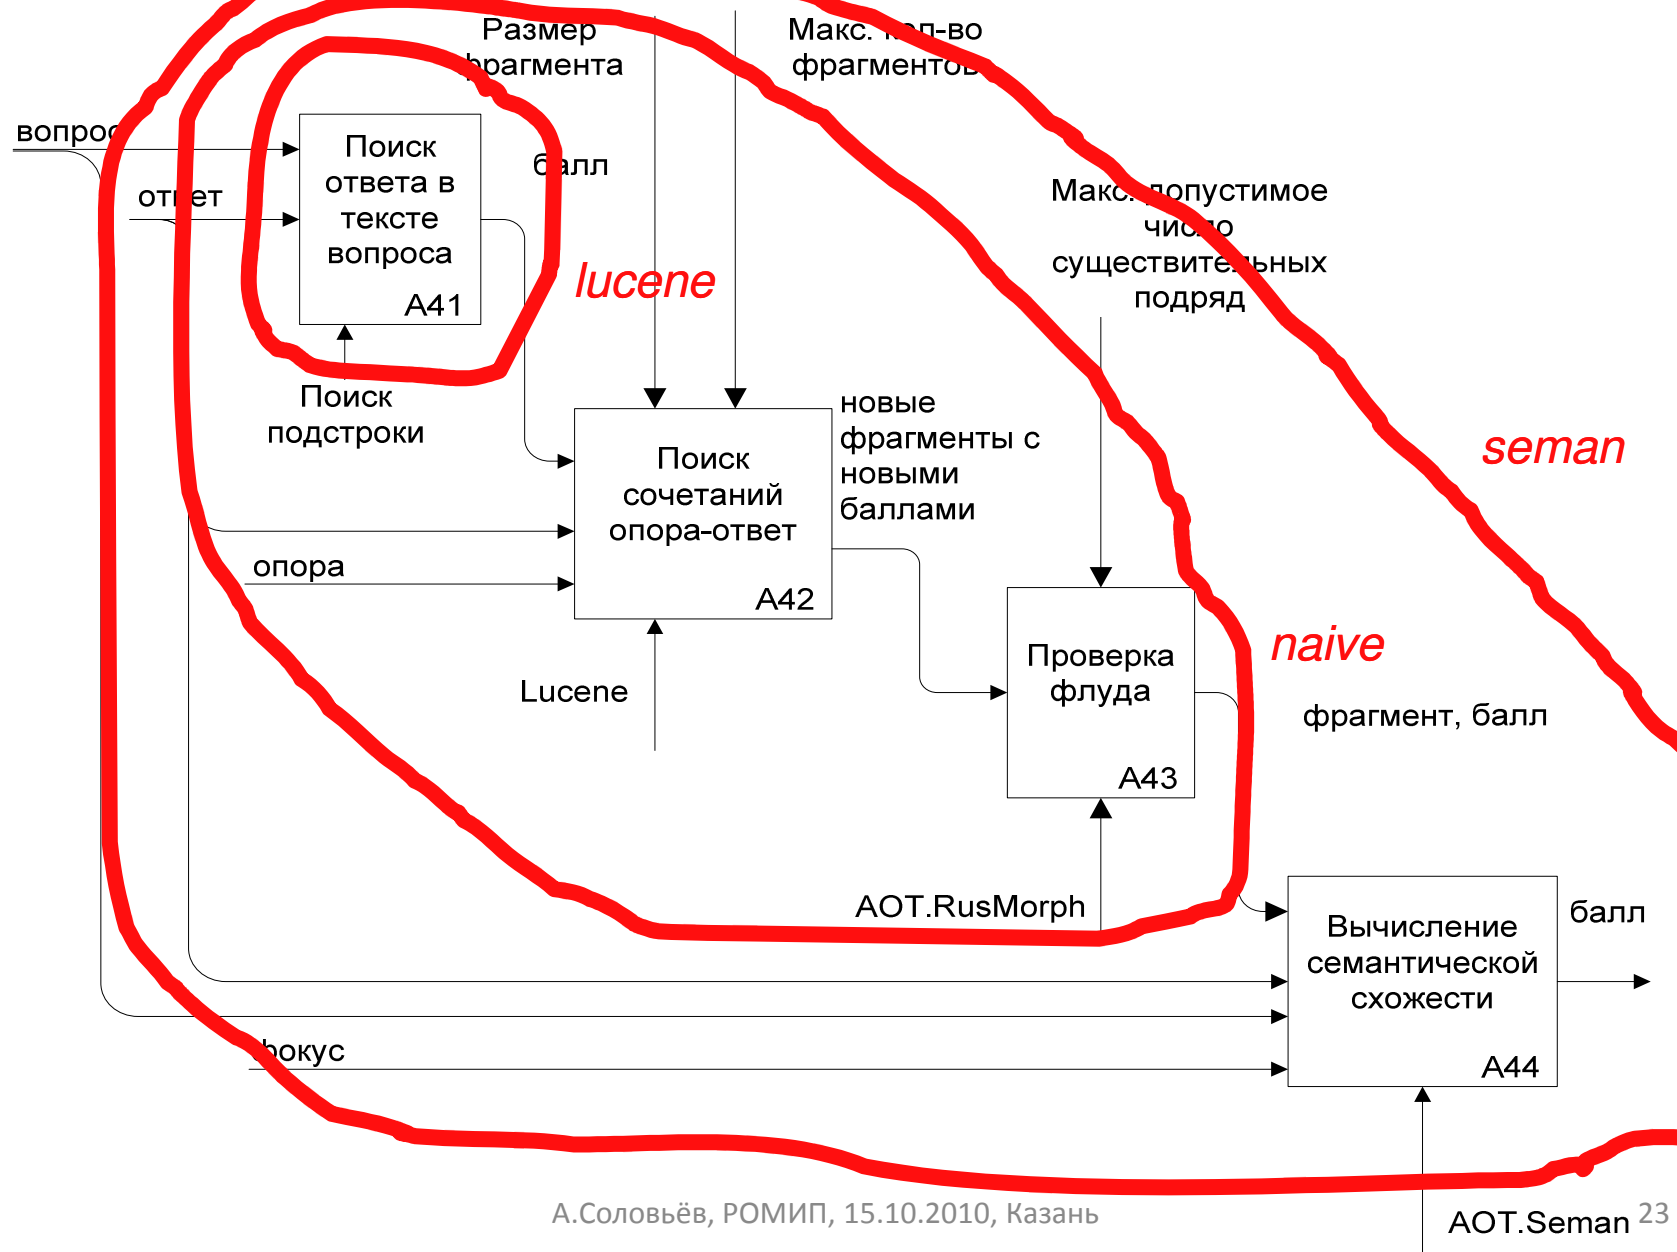 Размер
фрагмента
Макс. кол-во
фрагментов
вопрос
ответ
Поиск
ответа в
тексте
вопроса
A41
балл
lucene
Поиск
подстроки
Макс. допустимое
число
существительных
подряд
новые
фрагменты с
новыми
баллами
seman
Поиск
сочетаний
опора-ответ
A42
опора
Lucene
Проверка
флуда
A43
naive
фрагмент, балл
AOT.RusMorph
Вычисление
семантической
схожести
A44
балл
фокус
AOT.Seman
А.Соловьёв, РОМИП, 15.10.2010, Казань
23